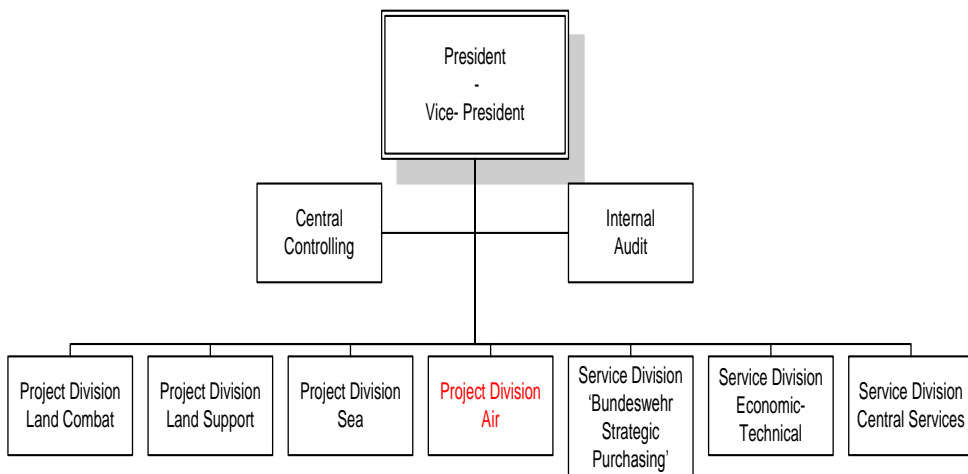 President
-
Vice- President
Central
Controlling
Internal
Audit
Project Division
Land Combat
Project Division
Land Support
Project Division
Sea
Project Division
Air
Service Division
‘Bundeswehr
Strategic
Purchasing’
Service Division
Economic-
Technical
Service Division
Central Services